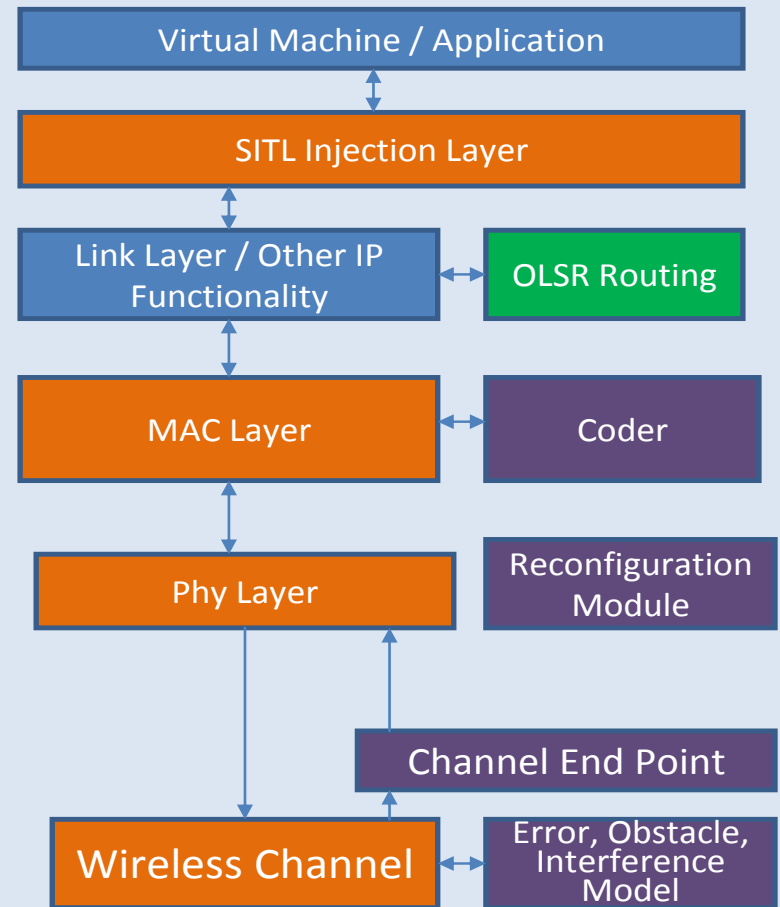 Virtual Machine / Application
SITL Injection Layer
Link Layer / Other IP
Functionality
OLSR Routing
MAC Layer
Coder
Phy Layer
Reconfiguration
Module
Channel End Point
Wireless Channel
Error, Obstacle,
Interference
Model